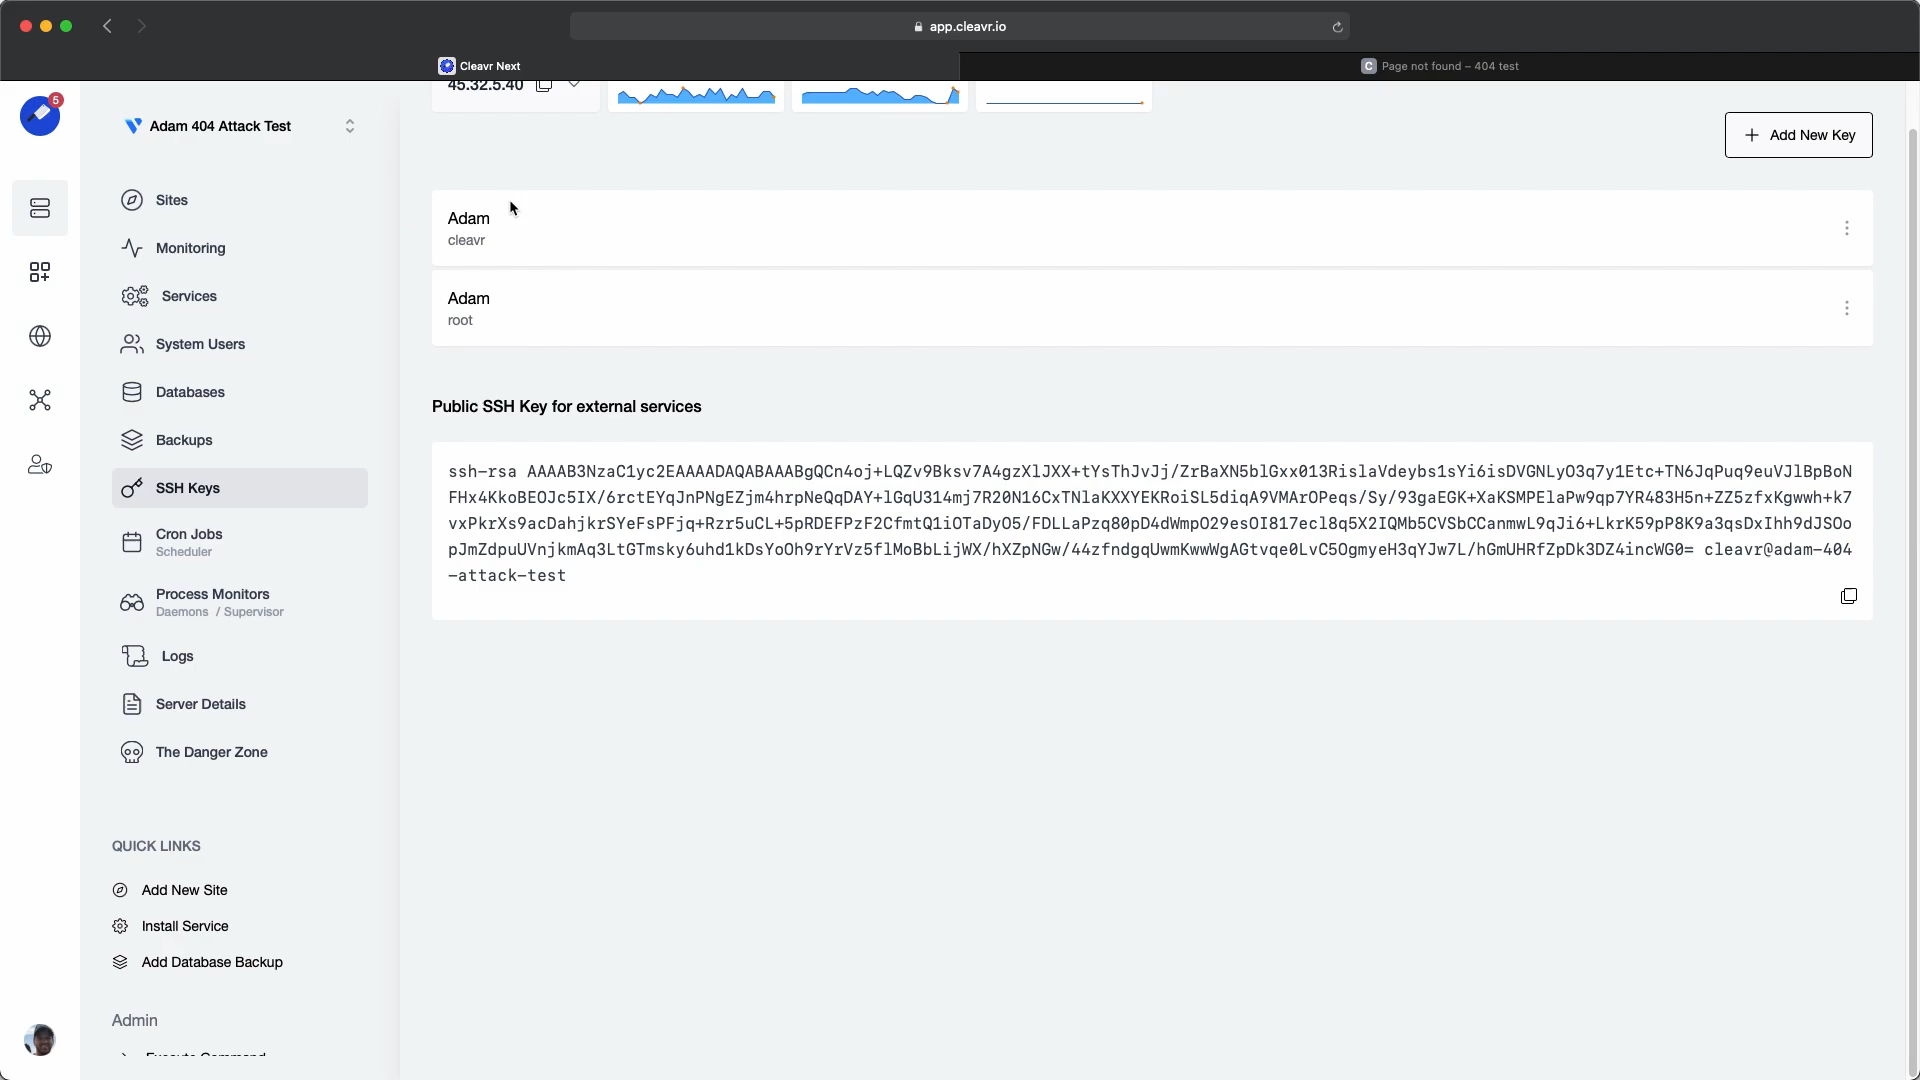 app.cleavr.io
Cleavr Next
C Page not found – 404 test
5
Adam 404 Attack Test
Sites
Monitoring
Services
System Users
Databases
Backups
SSH Keys
Cron Jobs
Scheduler
Process Monitors
Daemons / Supervisor
Logs
Server Details
The Danger Zone
QUICK LINKS
Add New Site
Install Service
Add Database Backup
Admin
Execute Command
45.32.5.40
Add New Key
Adam
cleavr
Adam
root
Public SSH Key for external services
ssh-rsa AAAAB3NzaC1yc2EAAAADAQABAAABgQCn4oj+LQZv9Bksv7A4gzXlJXX+tYsThJvJj/ZrBaXN5blGxx013RislaVdeybs1sYi6isDVGNLyO3q7y1Etc+TN6JqPuq9euVJlBpBoN
FHx4KkoBEOJc5IX/6rctEYqJnPNgEZjm4hrpNeQqDAY+lGqU314mj7R20N16CxTNlaKXXYEKRoiSL5diqA9VMArOPeqs/Sy/93gaEGK+XaKSMPElaPw9qp7YR483H5n+ZZ5zfxKgwwh+k7
vxPkrXs9acDahjkrSYeFsPFjq+Rzr5uCL+5pRDEFPzF2CfmtQ1iOTaDyO5/FDLLaPzq80pD4dWmpO29esOI817ecl8q5X2IQMb5CVSbCCanmwL9qJi6+LkrK59pP8K9a3qsDxIhh9dJSOo
pJmZdpuUVnjkmAq3LtGTmsky6uhd1kDsYoOh9rYrVz5flMoBbLijWX/hXZpNGw/44zfndgqUwmKwwWgAGtvqe0LvC5OgmyeH3qYJw7L/hGmUHRfZpDk3DZ4incWG0= cleavr@adam-404
-attack-test